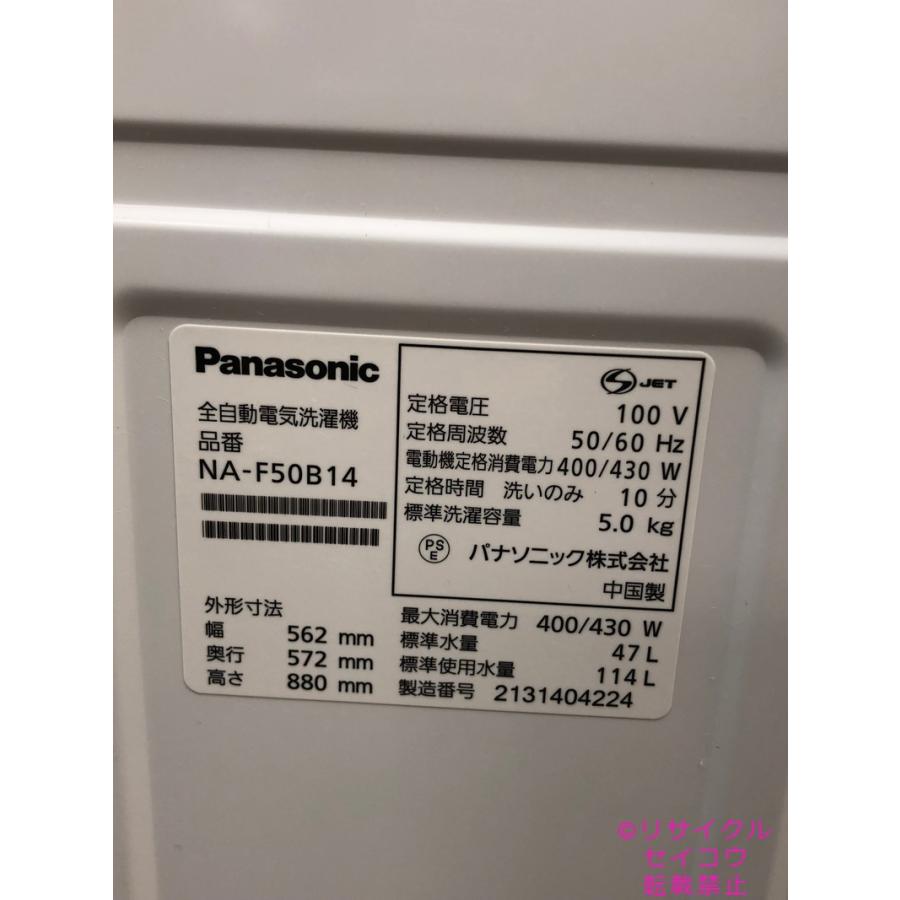 Panasonic
全自動電気洗濯機
品番
NA-F50B14
外形寸法
幅 562 mm
奥行 572 mm
高さ 880 mm
JET
定格電圧 100 V
定格周波数 50/60 Hz
電動機定格消費電力 400/430 W
定格時間 洗いのみ 10 分
標準洗濯容量 5.0 kg
PS
E
パナソニック株式会社
中国製
最大消費電力 400/430 W
標準水量 47 L
標準使用水量 114 L
製造番号 2131404224
©リサイクル
セイコウ
転載禁止